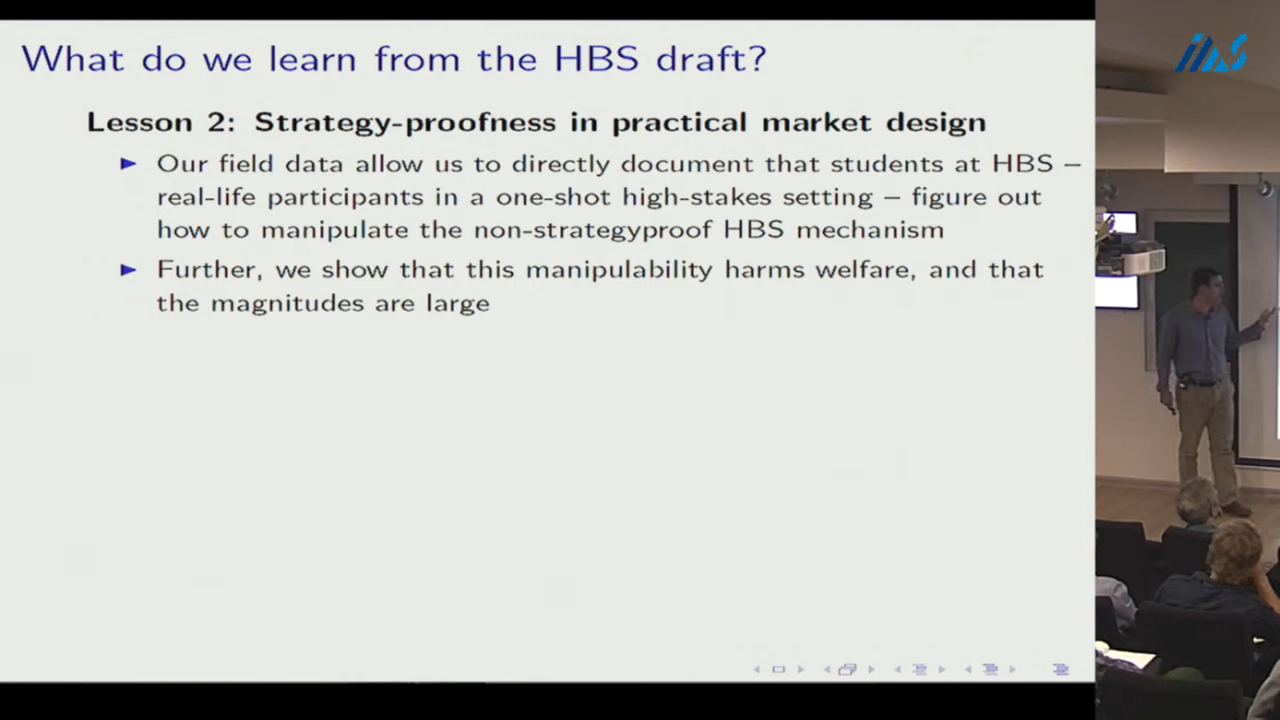 What do we learn from the HBS draft?
Lesson 2: Strategy-proofness in practical market design
Our field data allow us to directly document that students at HBS –
real-life participants in a one-shot high-stakes setting – figure out
how to manipulate the non-strategyproof HBS mechanism
Further, we show that this manipulability harms welfare, and that
the magnitudes are large